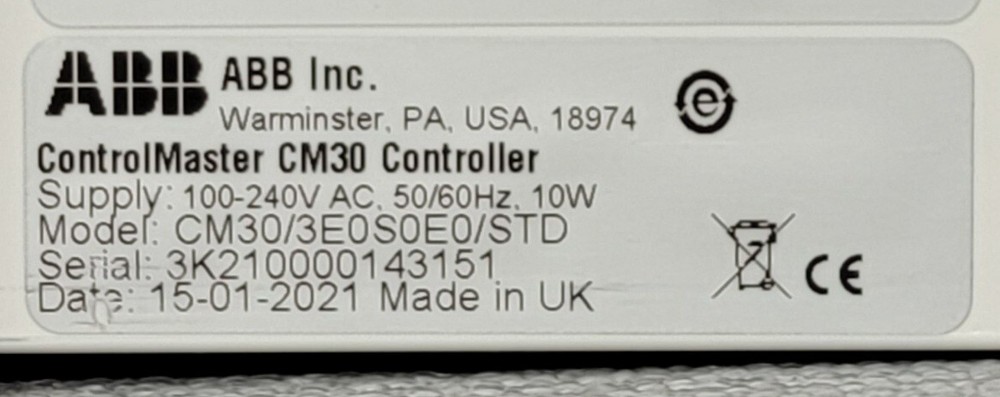 ABB ABB Inc.
Warminster, PA, USA, 18974
ControlMaster CM30 Controller
Supply: 100-240V AC, 50/60Hz, 10W
Model: CM30/3E0S0E0/STD
Serial: 3K210000143151
Date: 15-01-2021 Made in UK
e
CE